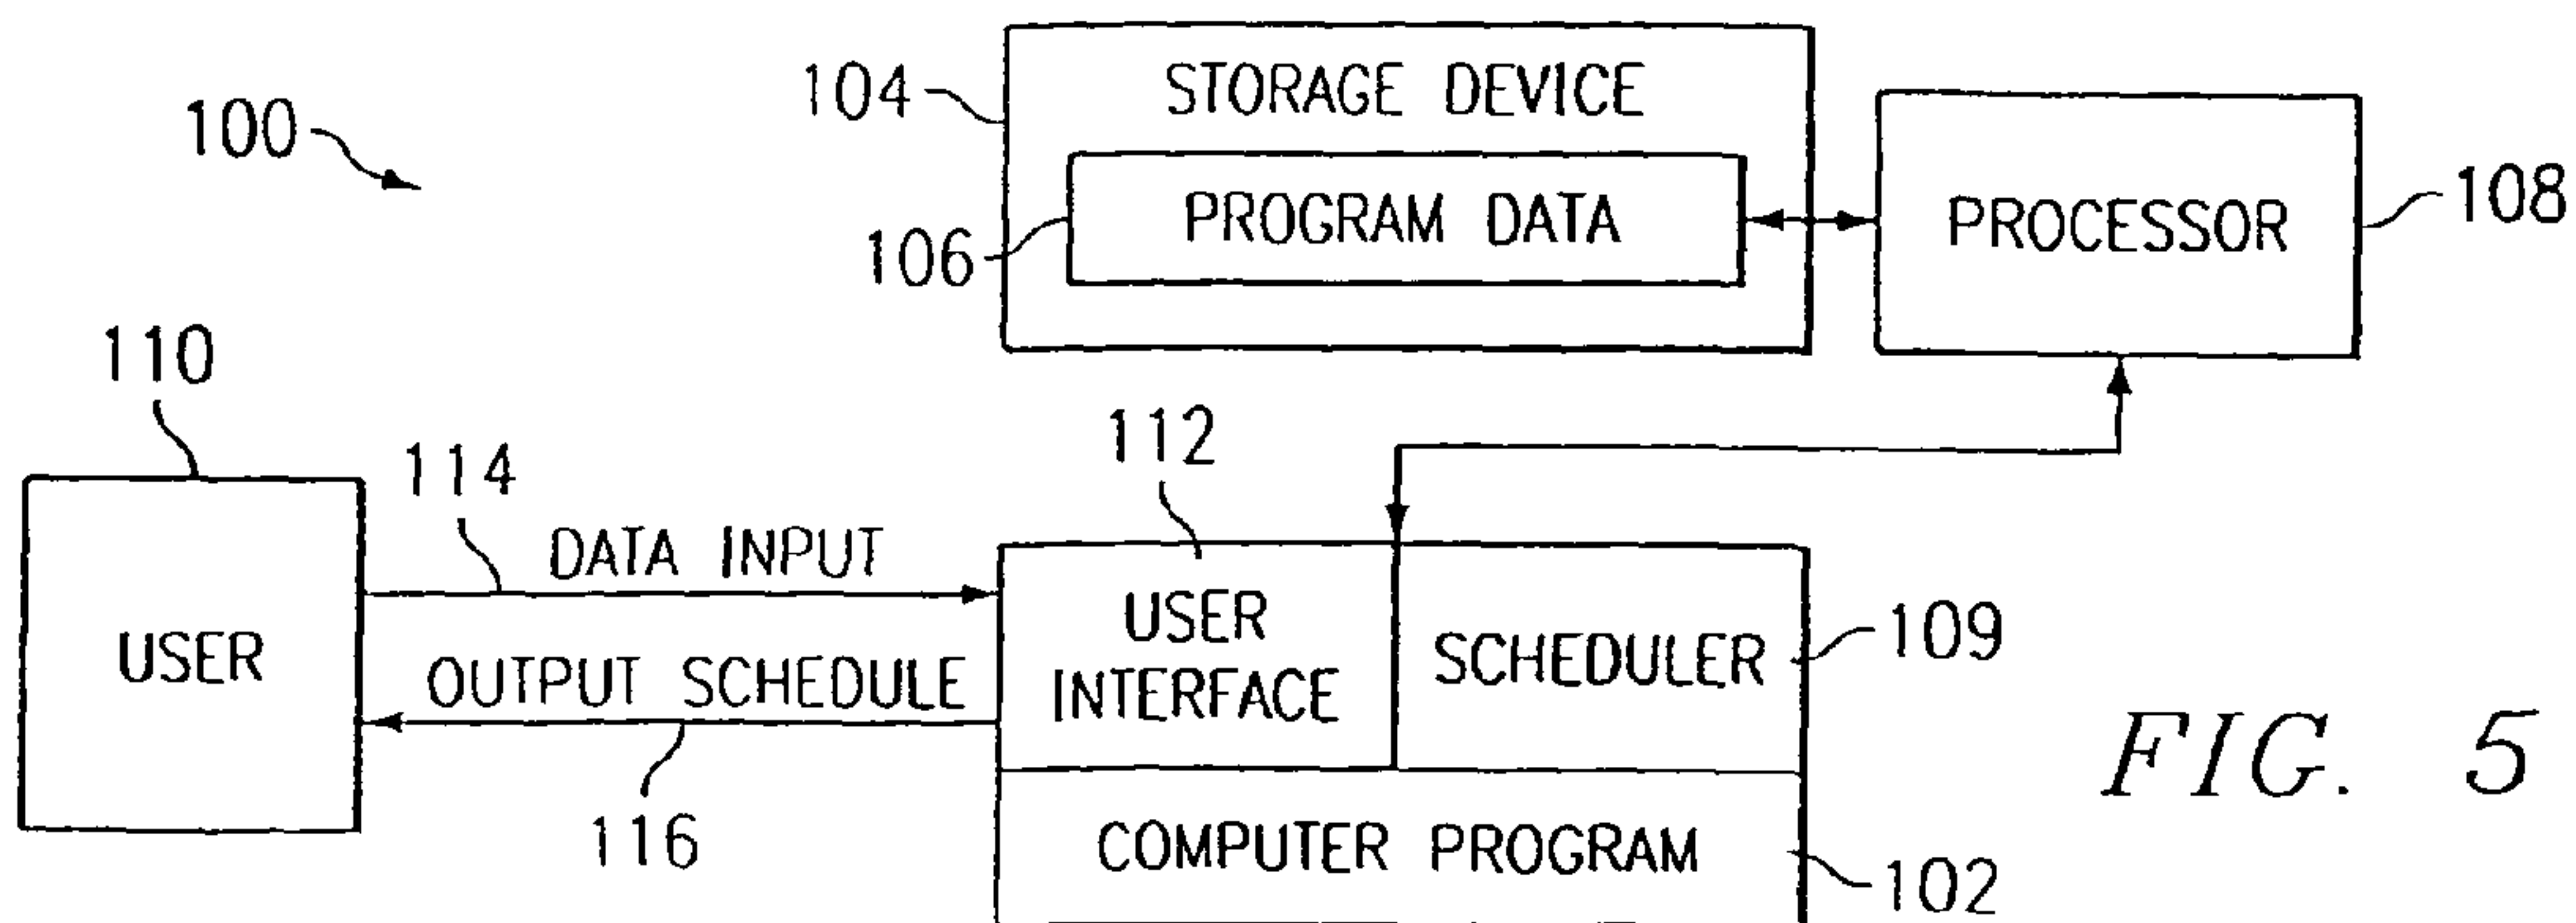 104
STORAGE DEVICE
100
PROGRAM DATA
106
PROCESSOR
108
110
USER
114
DATA INPUT
OUTPUT SCHEDULE
116
112
USER
INTERFACE
SCHEDULER
109
COMPUTER PROGRAM
102
FIG. 5